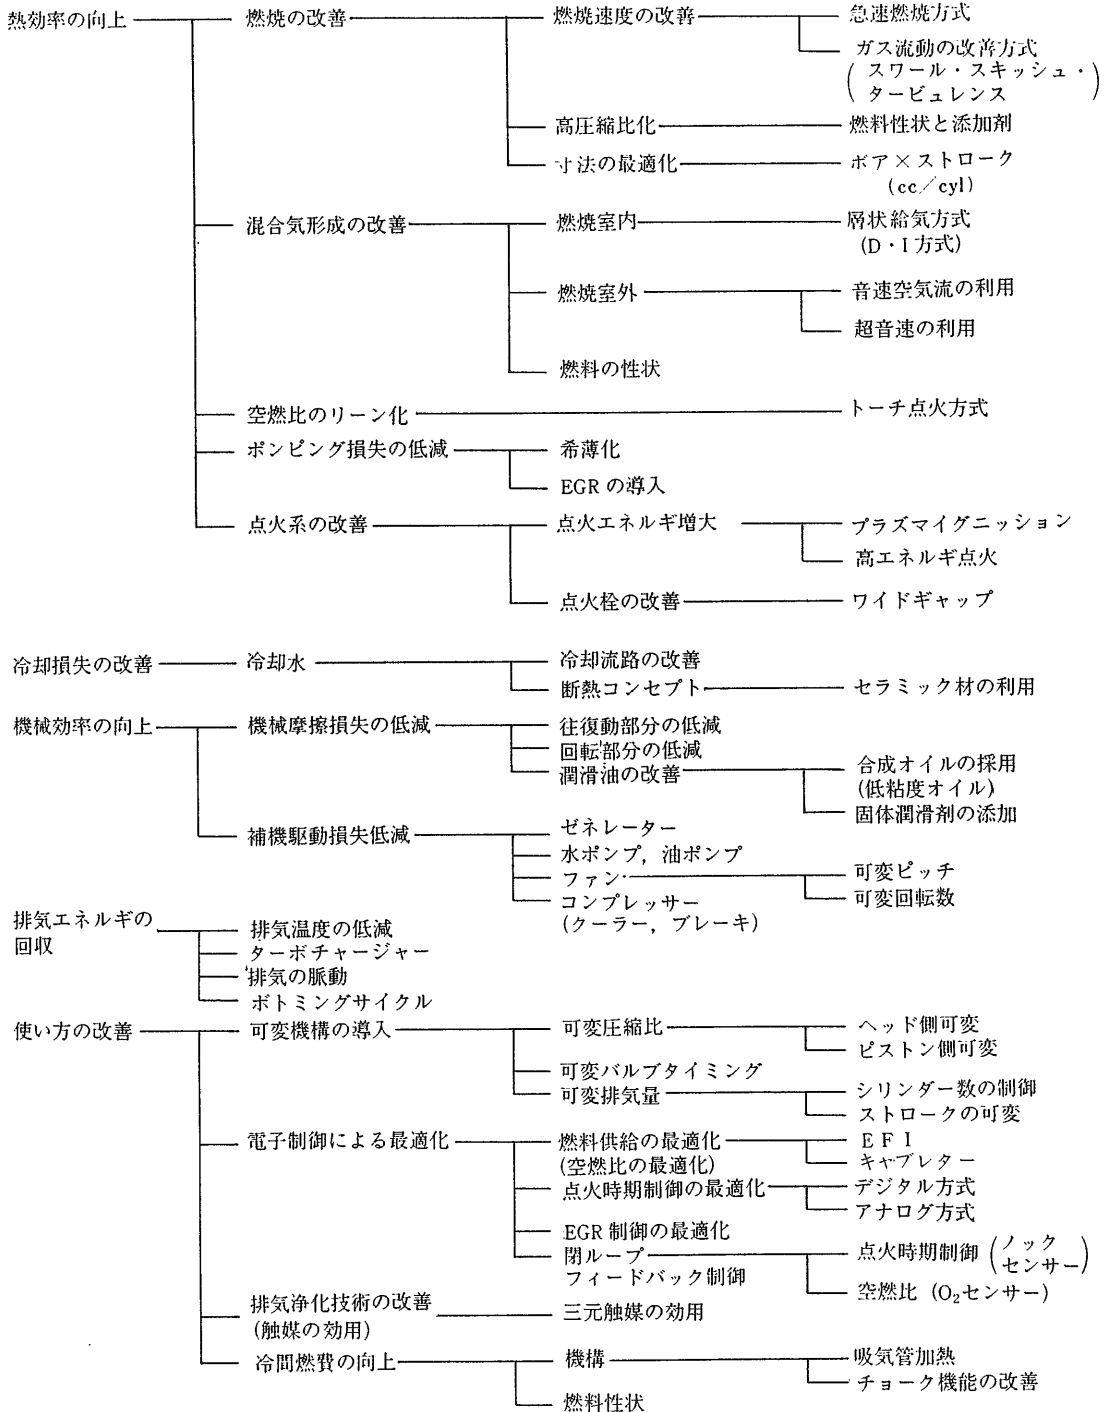 熱効率の向上
燃焼の改善
燃焼速度の改善
急速燃焼方式
ガス流動の改善方式
(スワール・スキッシュ・
タービュレンス)
高圧縮比化
燃料性状と添加剤
寸法の最適化
ボア×ストローク
(cc/cyl)
混合気形成の改善
燃焼室内
層状給気方式
(D・I方式)
燃焼室外
音速空気流の利用
超音速の利用
燃料の性状
空燃比のリーン化
トーチ点火方式
ポンピング損失の低減
希薄化
EGRの導入
点火系の改善
点火エネルギ増大
プラズマイグニッション
高エネルギ点火
点火栓の改善
ワイドギャップ
冷却損失の改善
冷却水
冷却流路の改善
断熱コンセプト
セラミック材の利用
機械効率の向上
機械摩擦損失の低減
往復動部分の低減
回転部分の低減
潤滑油の改善
合成オイルの採用
(低粘度オイル)
固体潤滑剤の添加
補機駆動損失低減
ゼネレーター
水ポンプ，油ポンプ
ファン
可変ピッチ
可変回転数
コンプレッサー
(クーラー，ブレーキ)
排気エネルギの
回収
排気温度の低減
ターボチャージャー
排気の脈動
ボトミングサイクル
使い方の改善
可変機構の導入
可変圧縮比
ヘッド側可変
ピストン側可変
可変バルブタイミング
可変排気量
シリンダー数の制御
ストロークの可変
電子制御による最適化
燃料供給の最適化
(空燃比の最適化)
EFI
キャブレター
点火時期制御の最適化
デジタル方式
アナログ方式
EGR制御の最適化
閉ループ
フィードバック制御
点火時期制御(ノック
センサー)
空燃比（O₂センサー）
排気浄化技術の改善
(触媒の効用)
三元触媒の効用
冷間燃費の向上
機構
吸気管加熱
チョーク機能の改善
燃料性状